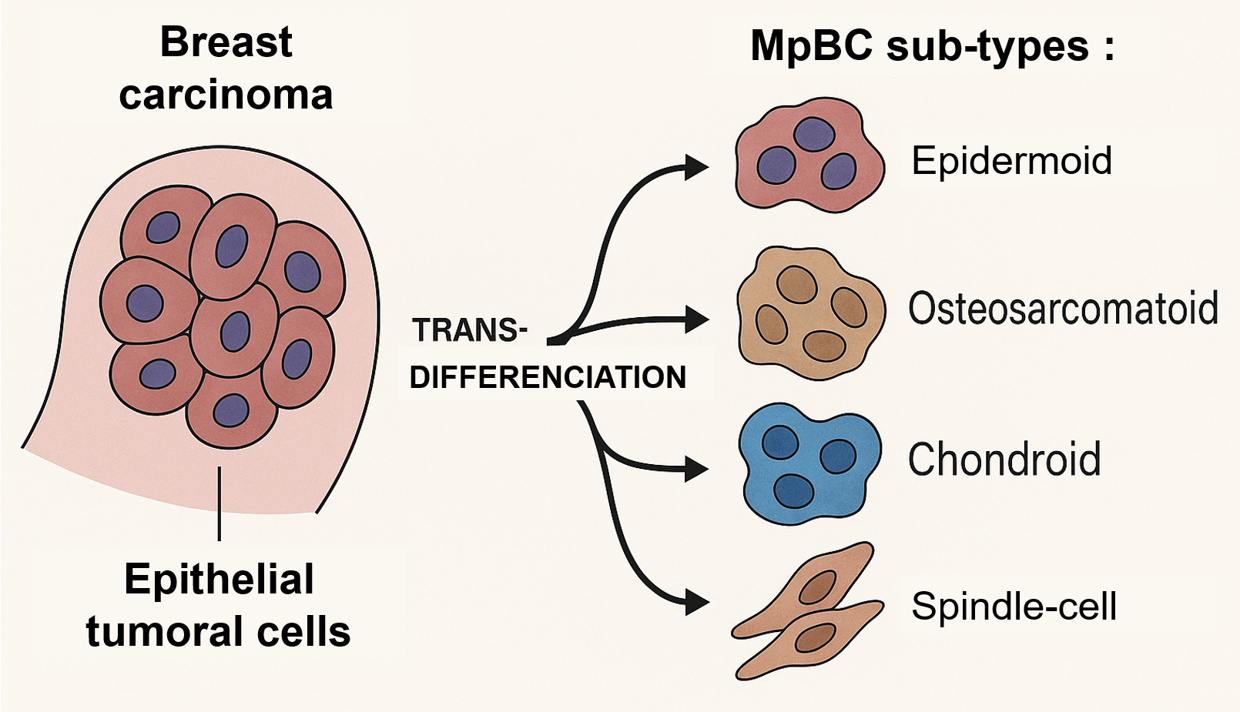 Breast
carcinoma
Epithelial
tumoral cells
TRANS-
DIFFERENCIATION
MpBC sub-types :
Epidermoid
Osteosarcomatoid
Chondroid
Spindle-cell